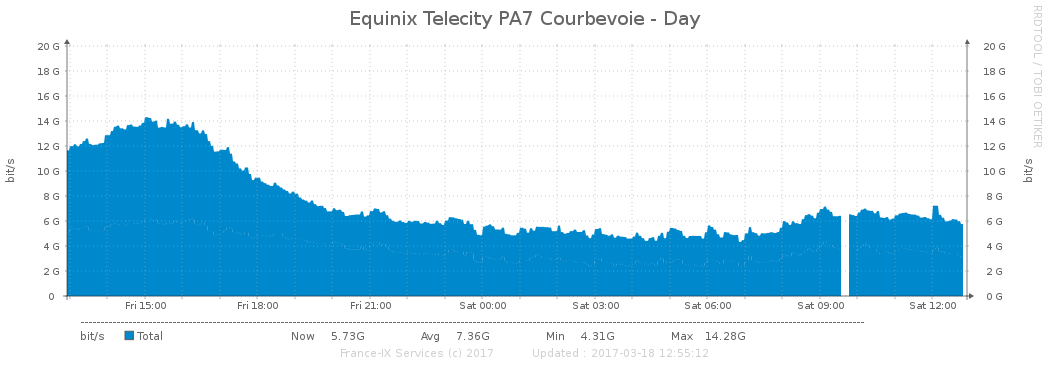 Equinix Telecity PA7 Courbevoie - Day
RRDTOOL / TOBI OETIKER
bit/s
20 G 20 G
18 G 18 G
16 G 16 G
14 G 14 G
12 G 12 G
10 G 10 G
8 G 8 G
6 G 6 G
4 G 4 G
2 G 2 G
0 0 G
bit/s
Fri 15:00 Fri 18:00 Fri 21:00 Sat 00:00 Sat 03:00 Sat 06:00 Sat 09:00 Sat 12:00
bit/s Total Now 5.73G Avg 7.36G Min 4.31G Max 14.28G
France-IX Services (c) 2017 Updated : 2017-03-18 12:55:12